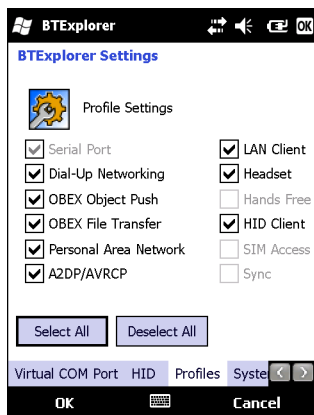 BTExplorer OK
BTExplorer Settings
Profile Settings
Serial Port LAN Client
Dial-Up Networking Headset
OBEX Object Push Hands Free
OBEX File Transfer HID Client
Personal Area Network SIM Access
A2DP/AVRCP Sync
Select All Deselect All
Virtual COM Port HID Profiles Syste
OK Cancel